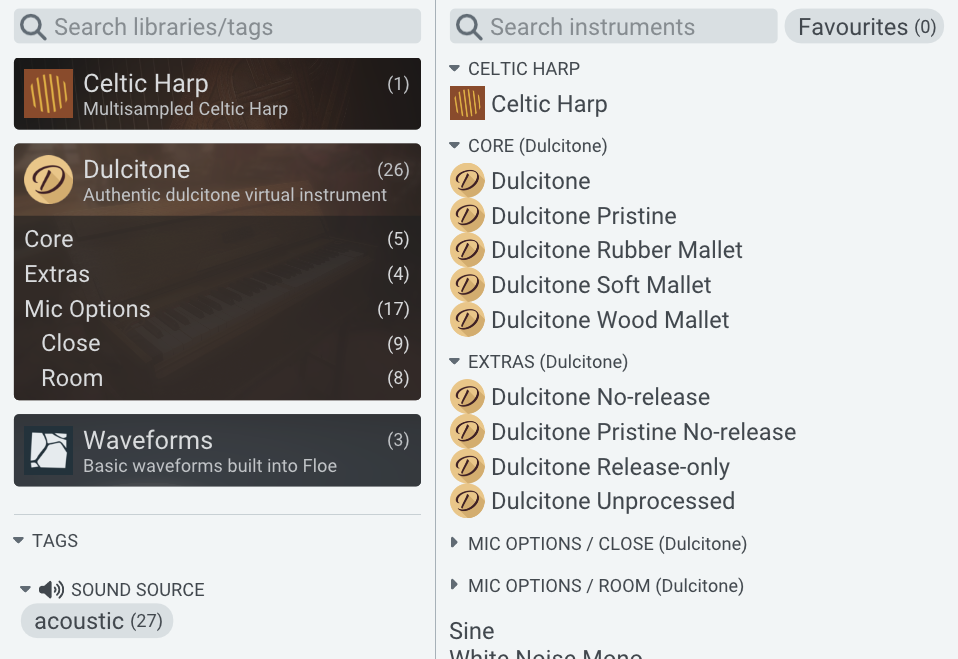 Search libraries/tags
Celtic Harp (1)
Multisampled Celtic Harp
Dulcitone (26)
Authentic dulcitone virtual instrument
Core (5)
Extras (4)
Mic Options (17)
Close (9)
Room (8)
Waveforms (3)
Basic waveforms built into Floe
TAGS
SOUND SOURCE
acoustic (27)
Search instruments
Favourites (0)
CELTIC HARP
Celtic Harp
CORE (Dulcitone)
Dulcitone
Dulcitone Pristine
Dulcitone Rubber Mallet
Dulcitone Soft Mallet
Dulcitone Wood Mallet
EXTRAS (Dulcitone)
Dulcitone No-release
Dulcitone Pristine No-release
Dulcitone Release-only
Dulcitone Unprocessed
MIC OPTIONS / CLOSE (Dulcitone)
MIC OPTIONS / ROOM (Dulcitone)
Sine
White Noise Mono